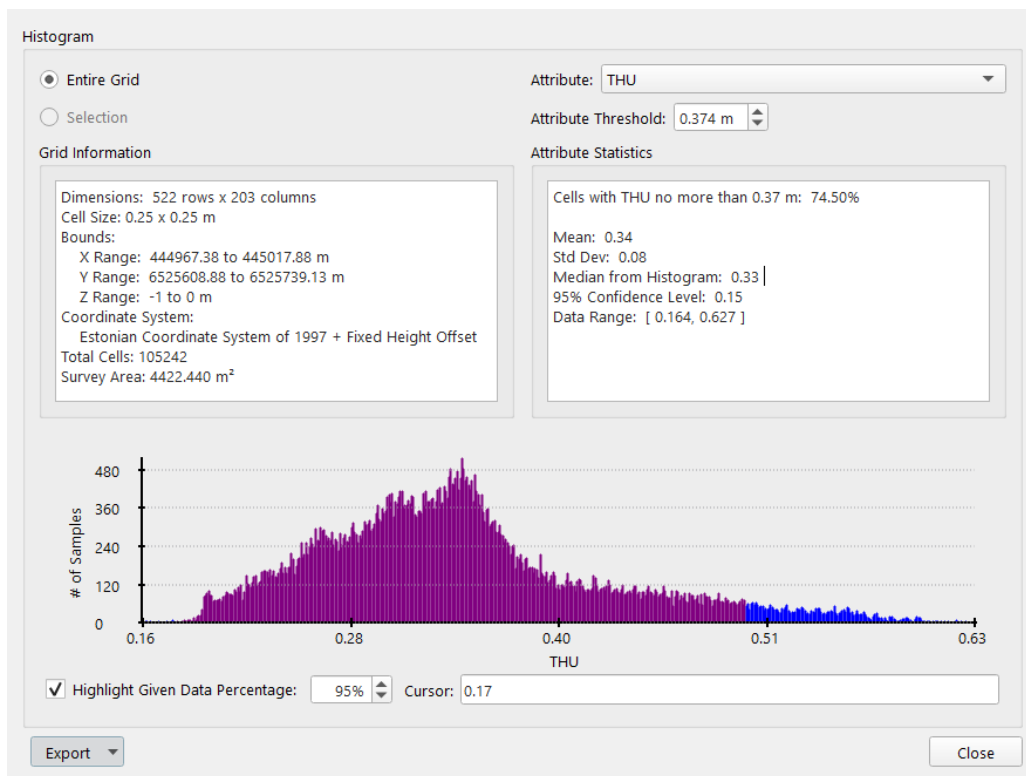 Histogram
Entire Grid
Attribute: THU
Selection
Attribute Threshold: 0.374 m
Grid Information
Attribute Statistics
Dimensions: 522 rows x 203 columns
Cell Size: 0.25 x 0.25 m
Bounds:
X Range: 444967.38 to 445017.88 m
Y Range: 6525608.88 to 6525739.13 m
Z Range: -1 to 0 m
Coordinate System:
Estonian Coordinate System of 1997 + Fixed Height Offset
Total Cells: 105242
Survey Area: 4422.440 m²
Cells with THU no more than 0.37 m: 74.50%
Mean: 0.34
Std Dev: 0.08
Median from Histogram: 0.33
95% Confidence Level: 0.15
Data Range: [ 0.164, 0.627 ]
# of Samples
480
360
240
120
0
0.16 0.28 0.40 0.51 0.63
THU
Highlight Given Data Percentage: 95% Cursor: 0.17
Export
Close